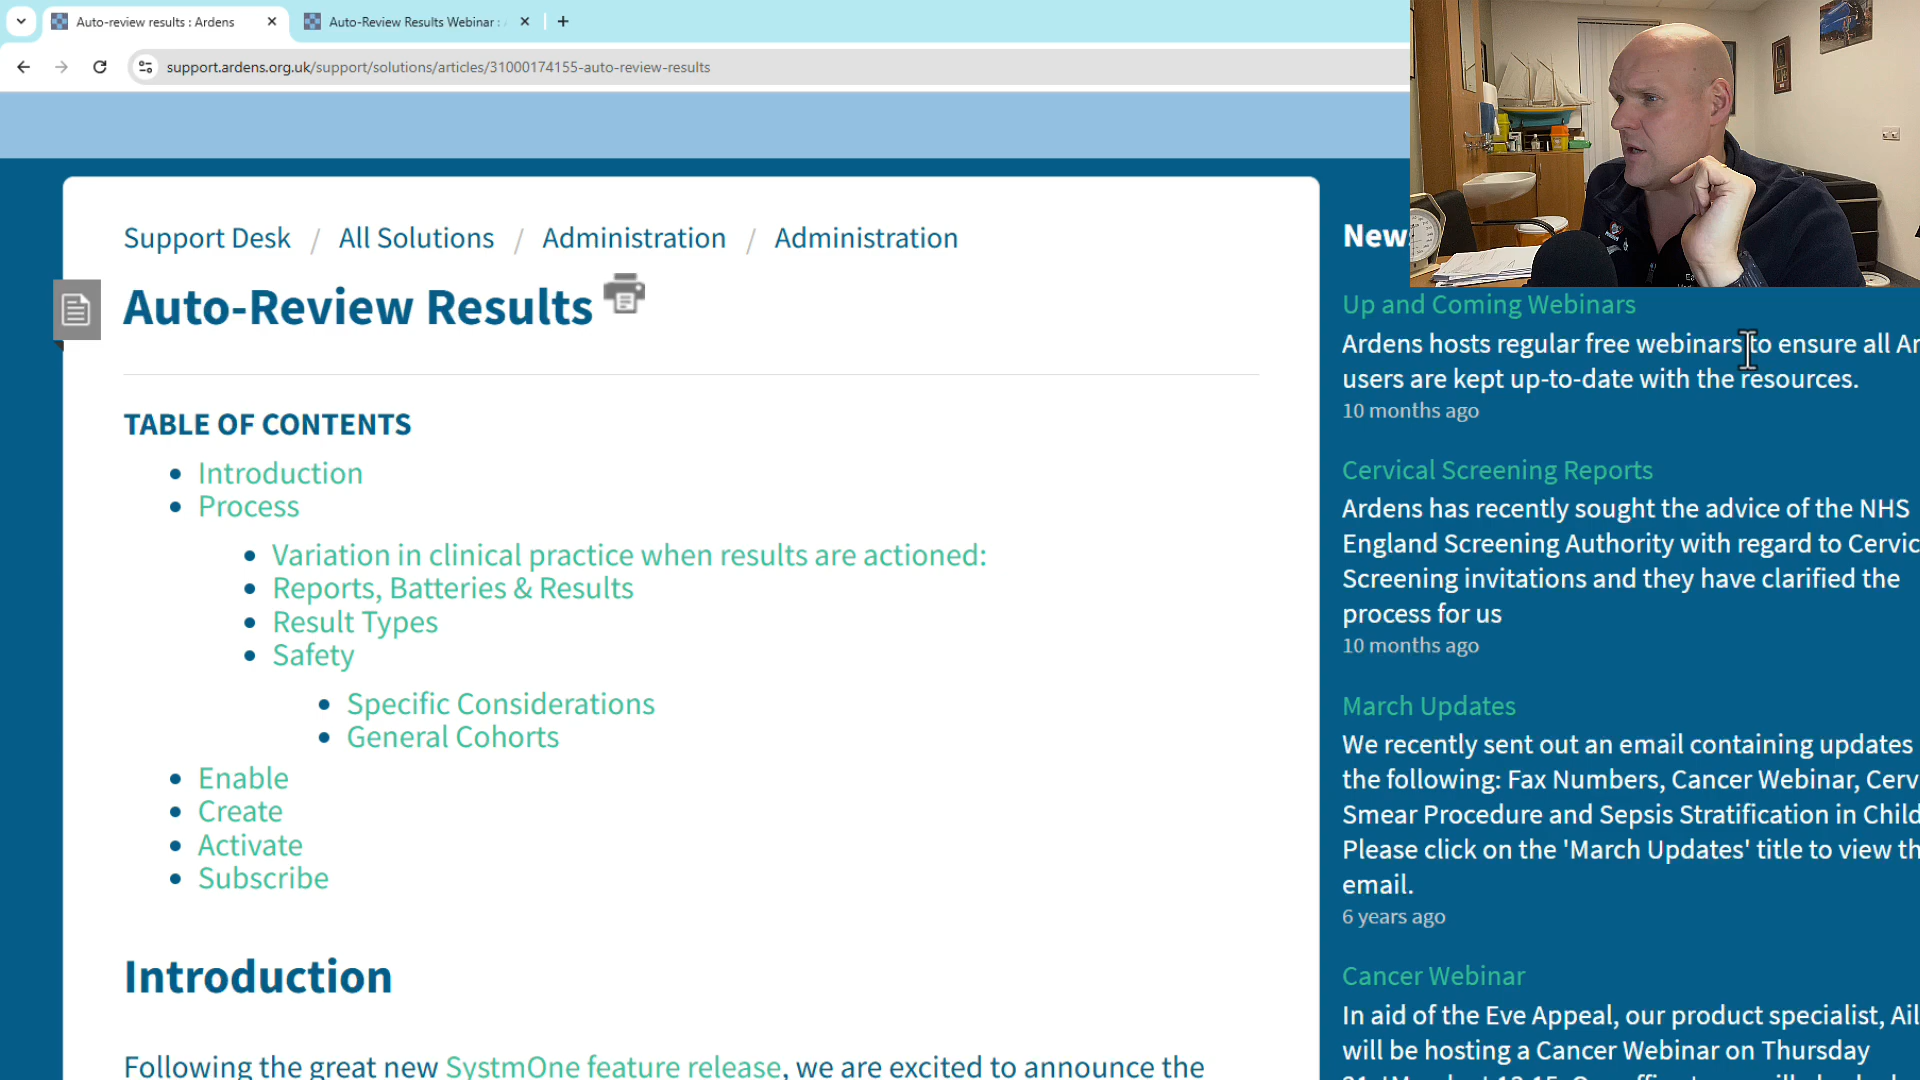 Auto-review results : Ardens
Auto-Review Results Webinar :
support.ardens.org.uk/support/solutions/articles/31000174155-auto-review-results
Support Desk / All Solutions / Administration / Administration
Auto-Review Results
TABLE OF CONTENTS
Introduction
Process
Variation in clinical practice when results are actioned:
Reports, Batteries & Results
Result Types
Safety
Specific Considerations
General Cohorts
Enable
Create
Activate
Subscribe
Introduction
Following the great new SystmOne feature release, we are excited to announce the
New
Up and Coming Webinars
Ardens hosts regular free webinars to ensure all Ar
users are kept up-to-date with the resources.
10 months ago
Cervical Screening Reports
Ardens has recently sought the advice of the NHS
England Screening Authority with regard to Cervic
Screening invitations and they have clarified the
process for us
10 months ago
March Updates
We recently sent out an email containing updates
the following: Fax Numbers, Cancer Webinar, Cerv
Smear Procedure and Sepsis Stratification in Child
Please click on the 'March Updates' title to view th
email.
6 years ago
Cancer Webinar
In aid of the Eve Appeal, our product specialist, Ail
will be hosting a Cancer Webinar on Thursday